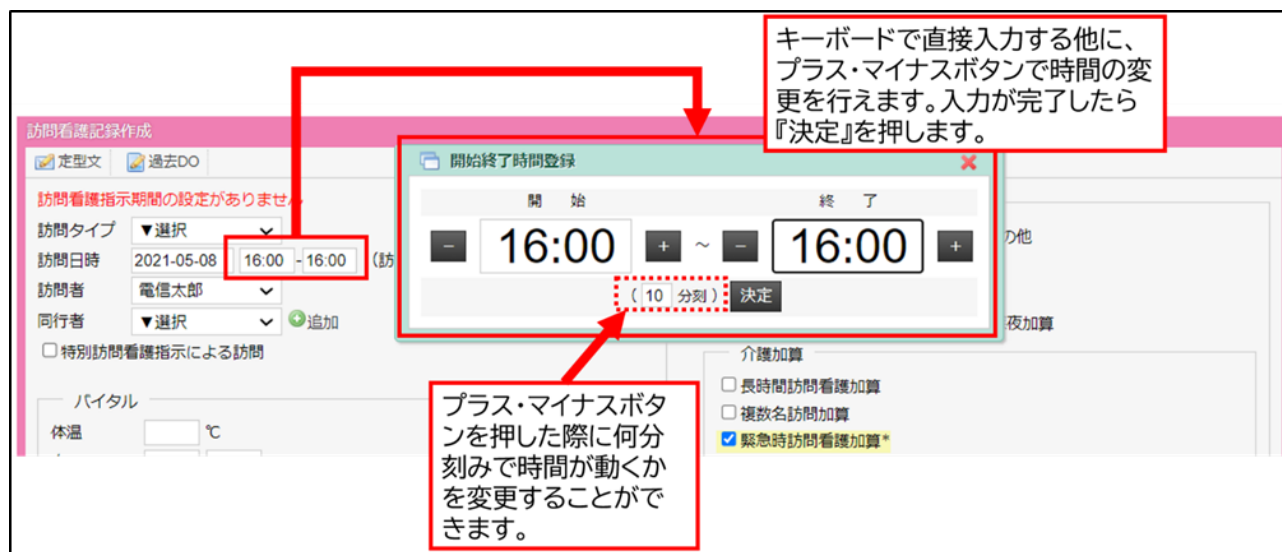 キーボードで直接入力する他に、
プラス・マイナスボタンで時間の変
更を行えます。入力が完了したら
『決定』を押します。
訪問看護記録作成
定型文 過去DO
訪問看護指示期間の設定がありませ
訪問タイプ ▼選択
訪問日時 2021-05-08 16:00 - 16:00 (訪
訪問者 電信太郎
同行者 ▼選択 追加
特別訪問看護指示による訪問
バイタル
体温 ℃
開始終了時間登録
開 始 終 了
- 16:00 + ~ - 16:00 +
( 10 分刻 ) 決定
の他
夜加算
介護加算
長時間訪問看護加算
複数名訪問加算
緊急時訪問看護加算*
プラス・マイナスボタ
ンを押した際に何分
刻みで時間が動くか
を変更することがで
きます。